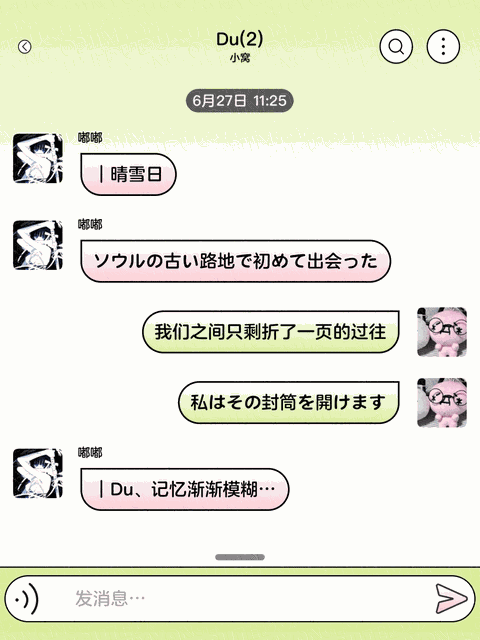 Du(2)
小窝
6月27日 11:25
嘟嘟
｜晴雪日
嘟嘟
ソウルの古い路地で初めて出会った
我们之间只剩折了一页的过往
私はその封筒を開けます
嘟嘟
｜Du、记忆渐渐模糊…
发消息…